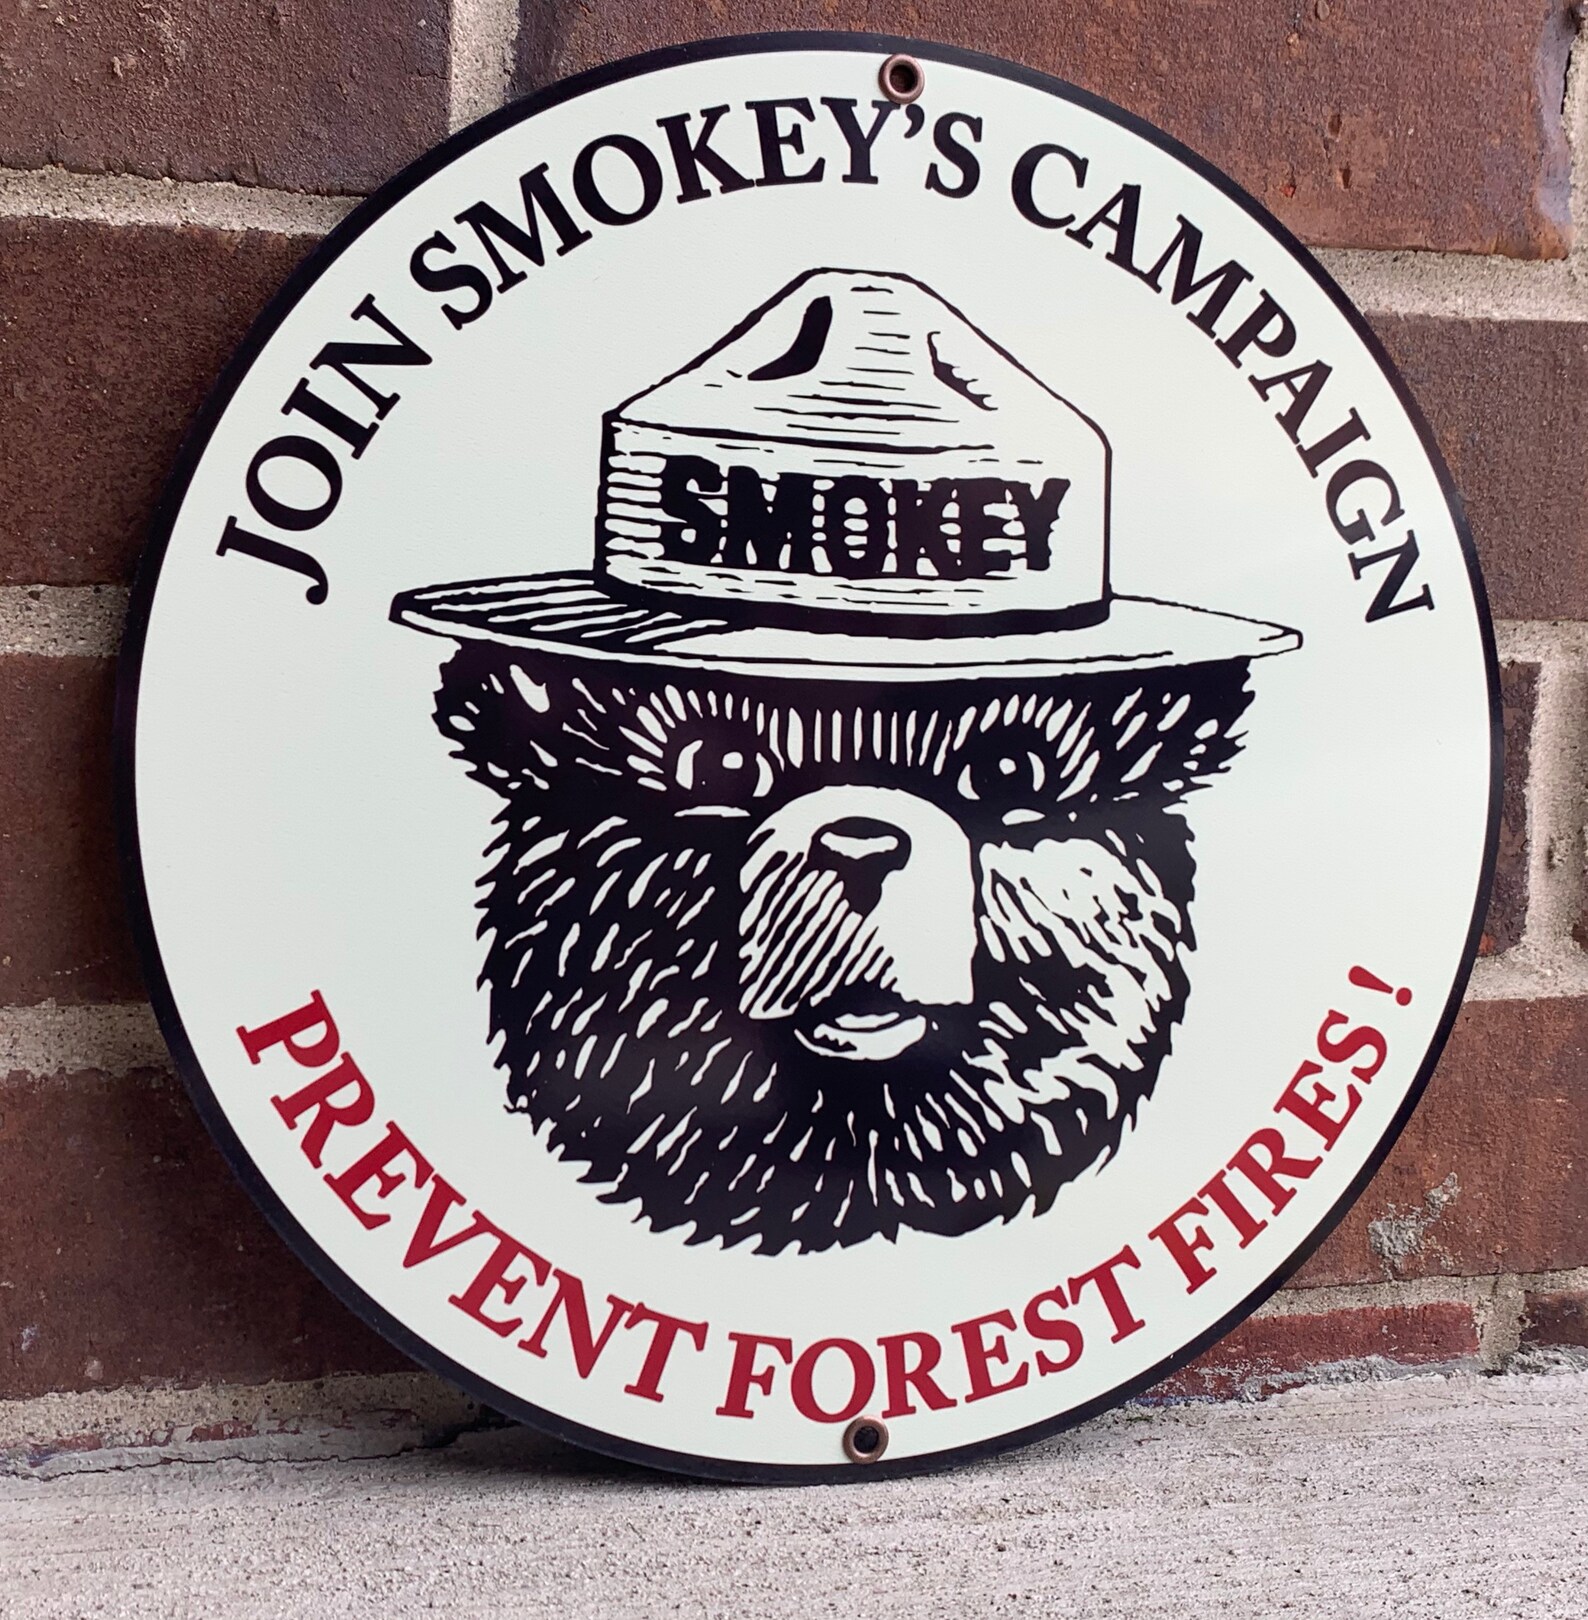 JOIN SMOKEY'S CAMPAIGN
SMOKEY
PREVENT FOREST FIRES!